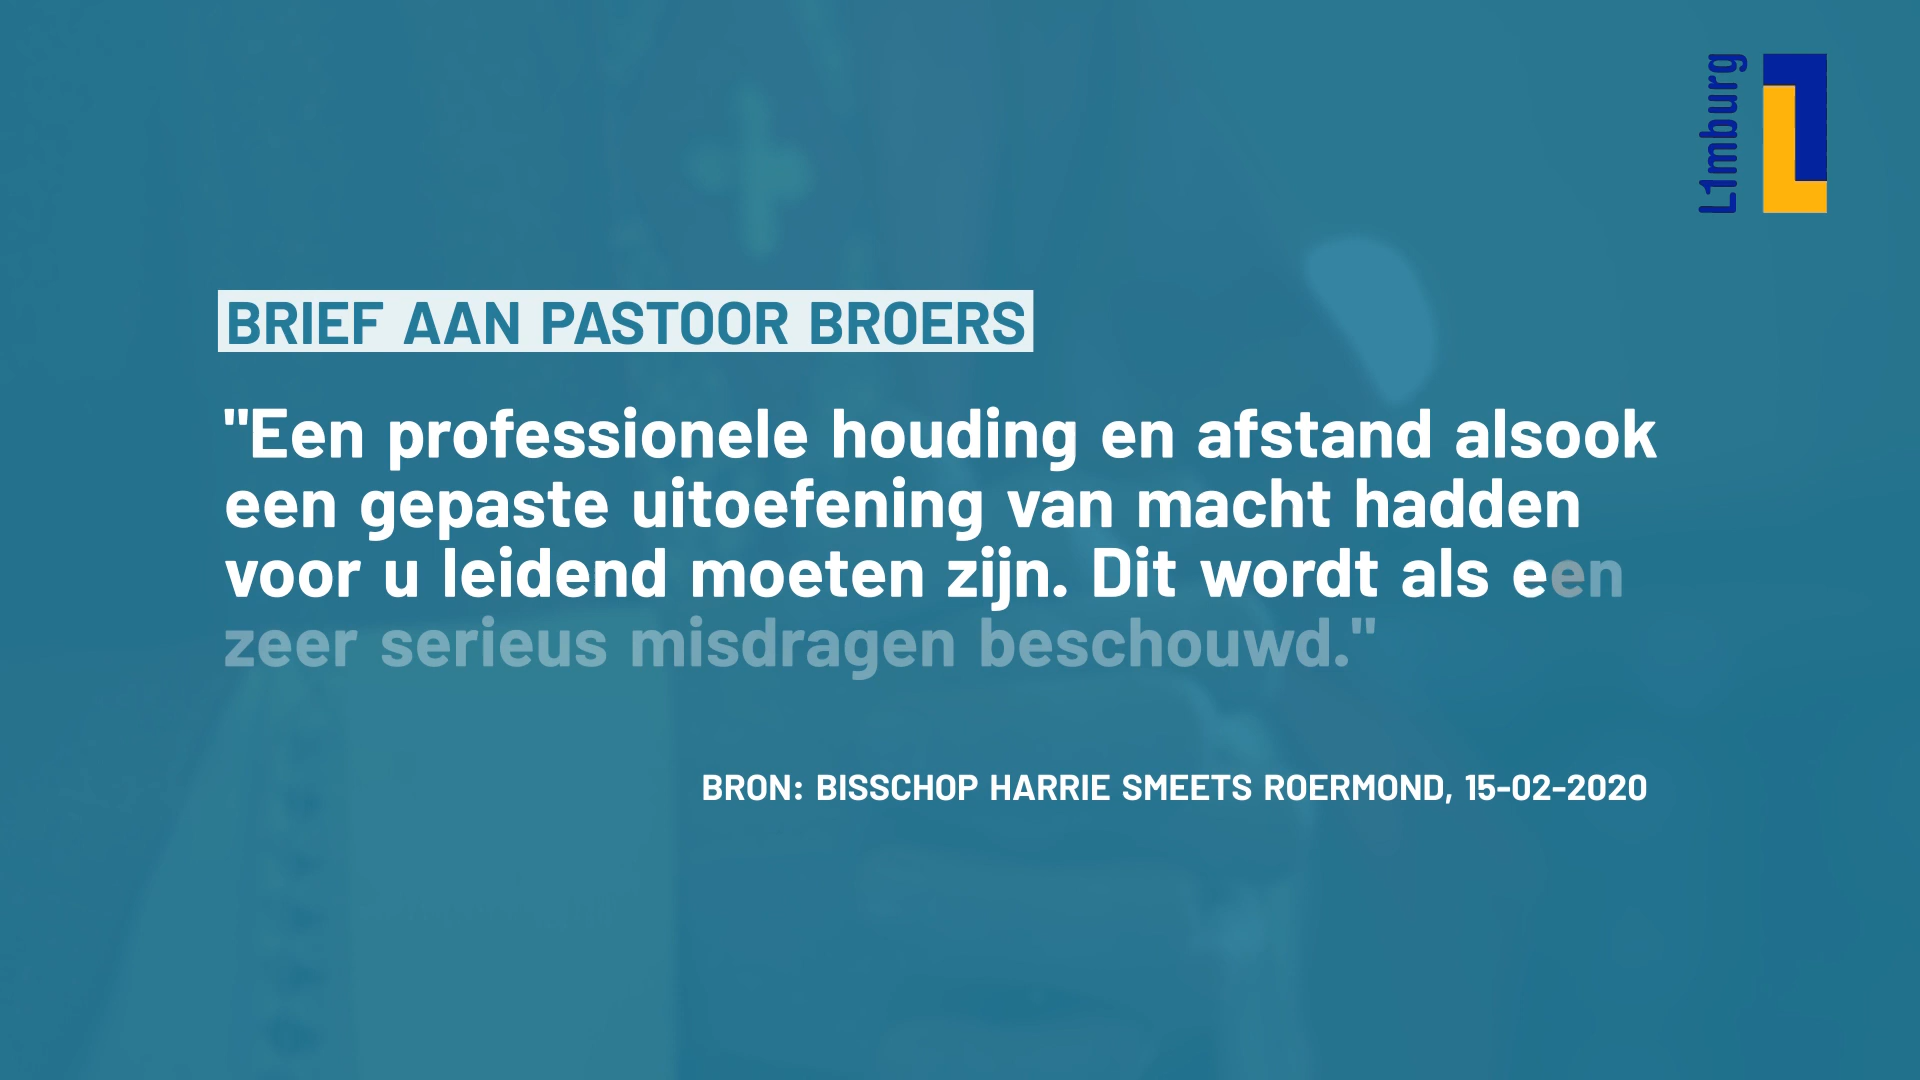 L1mburg
BRIEF AAN PASTOOR BROERS
"Een professionele houding en afstand alsook
een gepaste uitoefening van macht hadden
voor u leidend moeten zijn. Dit wordt als een
zeer serieus misdragen beschouwd."
BRON: BISSCHOP HARRIE SMEETS ROERMOND, 15-02-2020